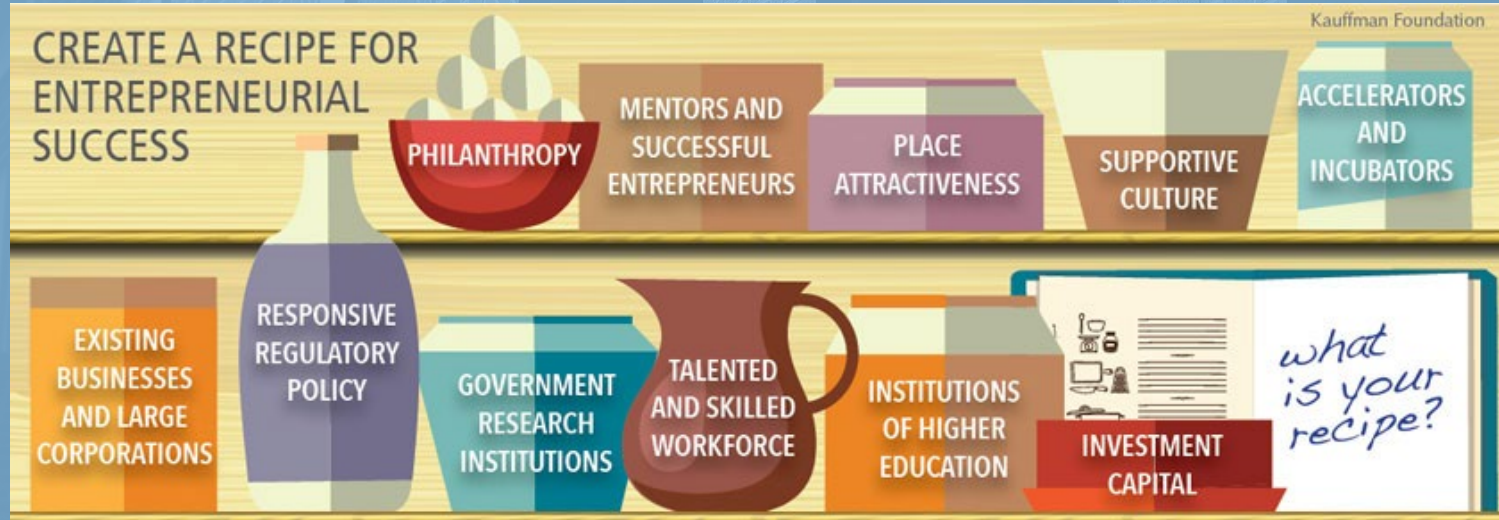 Kauffman Foundation
CREATE A RECIPE FOR
ENTREPRENEURIAL
SUCCESS
PHILANTHROPY
MENTORS AND
SUCCESSFUL
ENTREPRENEURS
PLACE
ATTRACTIVENESS
SUPPORTIVE
CULTURE
ACCELERATORS
AND
INCUBATORS
EXISTING
BUSINESSES
AND LARGE
CORPORATIONS
RESPONSIVE
REGULATORY
POLICY
GOVERNMENT
RESEARCH
INSTITUTIONS
TALENTED
AND SKILLED
WORKFORCE
INSTITUTIONS
OF HIGHER
EDUCATION
INVESTMENT
CAPITAL
what
is your
recipe?